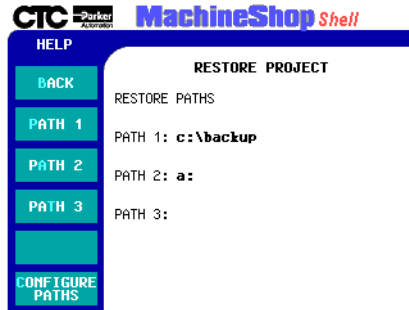 CTC Parker Automation MachineShop Shell
HELP
RESTORE PROJECT
BACK
RESTORE PATHS
PATH 1
PATH 1: c:\backup
PATH 2
PATH 2: a:
PATH 3
PATH 3:
CONFIGURE
PATHS